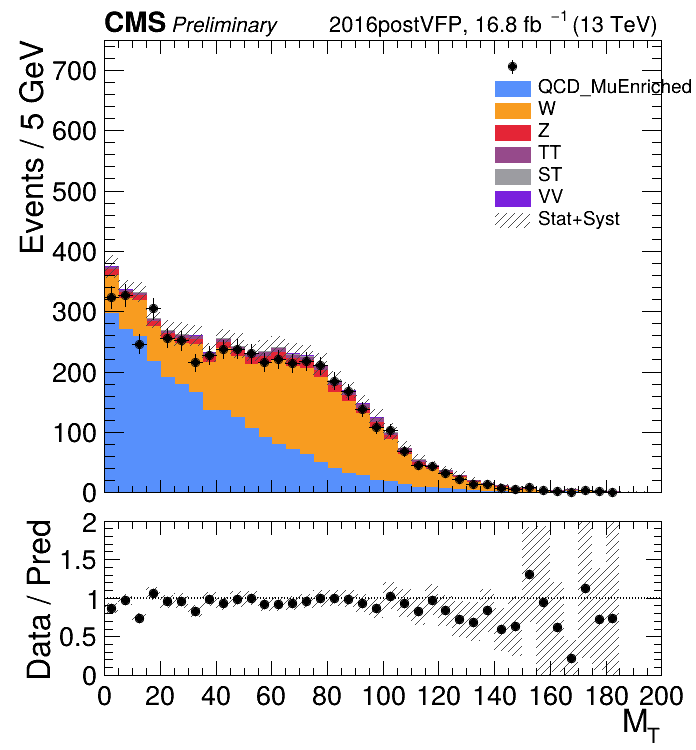 CMS Preliminary 2016postVFP, 16.8 fb⁻¹ (13 TeV)
Events / 5 GeV
700
600
500
400
300
200
100
0
QCD_MuEnriched
W
Z
TT
ST
VV
Stat+Syst
Data / Pred
2
1.5
1
0.5
0
0 20 40 60 80 100 120 140 160 180 200
M_T